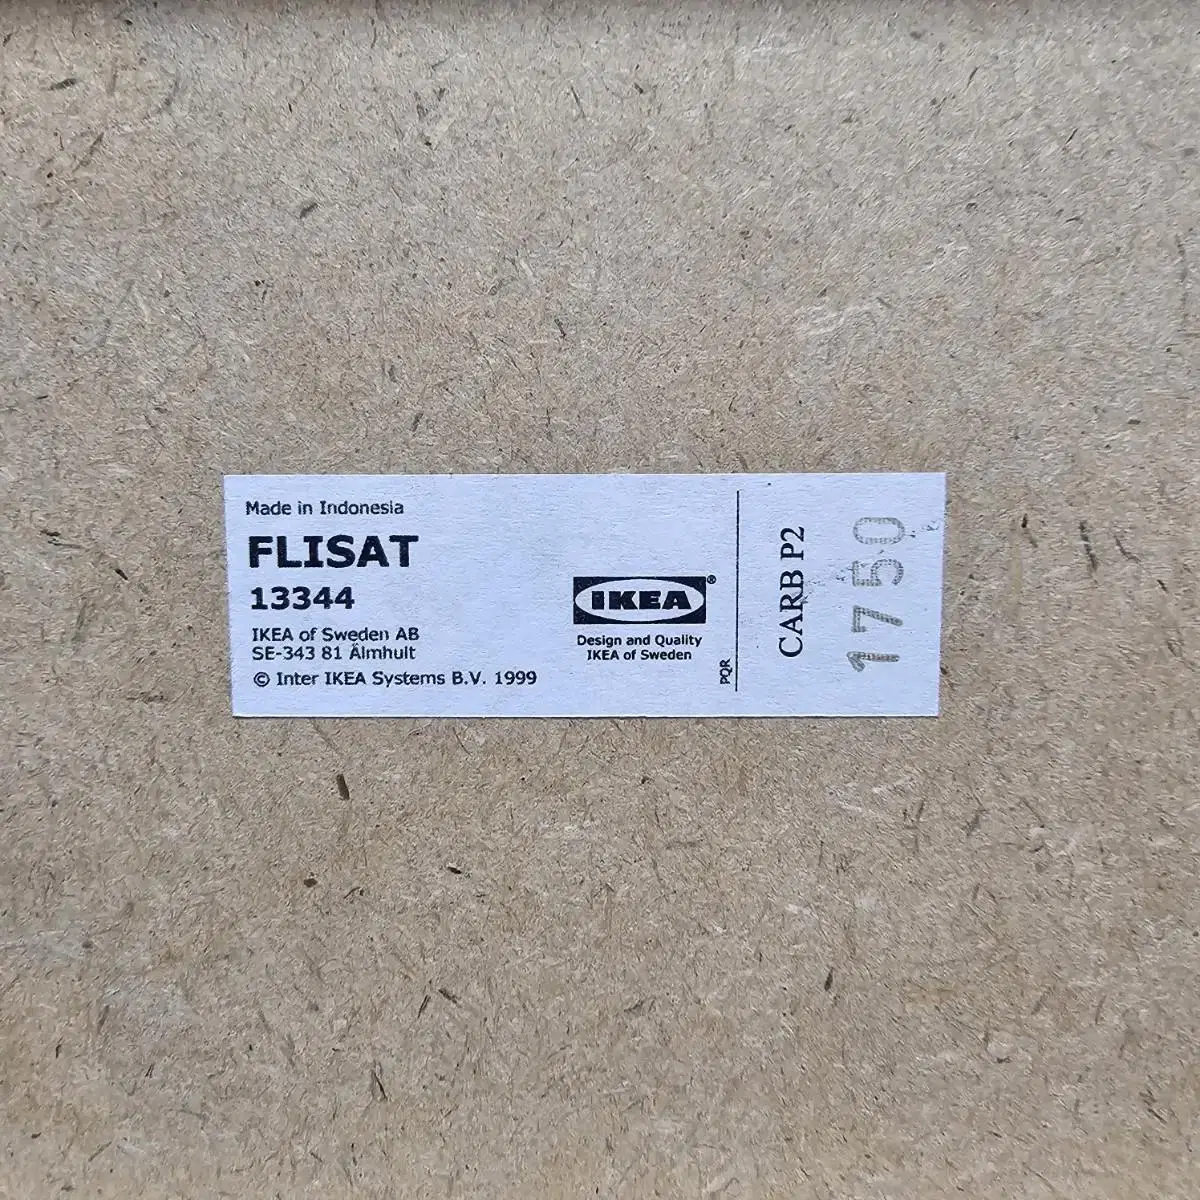 Made in Indonesia
FLISAT
13344
IKEA of Sweden AB
SE-343 81 Älmhult
© Inter IKEA Systems B.V. 1999
IKEA®
Design and Quality
IKEA of Sweden
PQR
CARB P2
1750